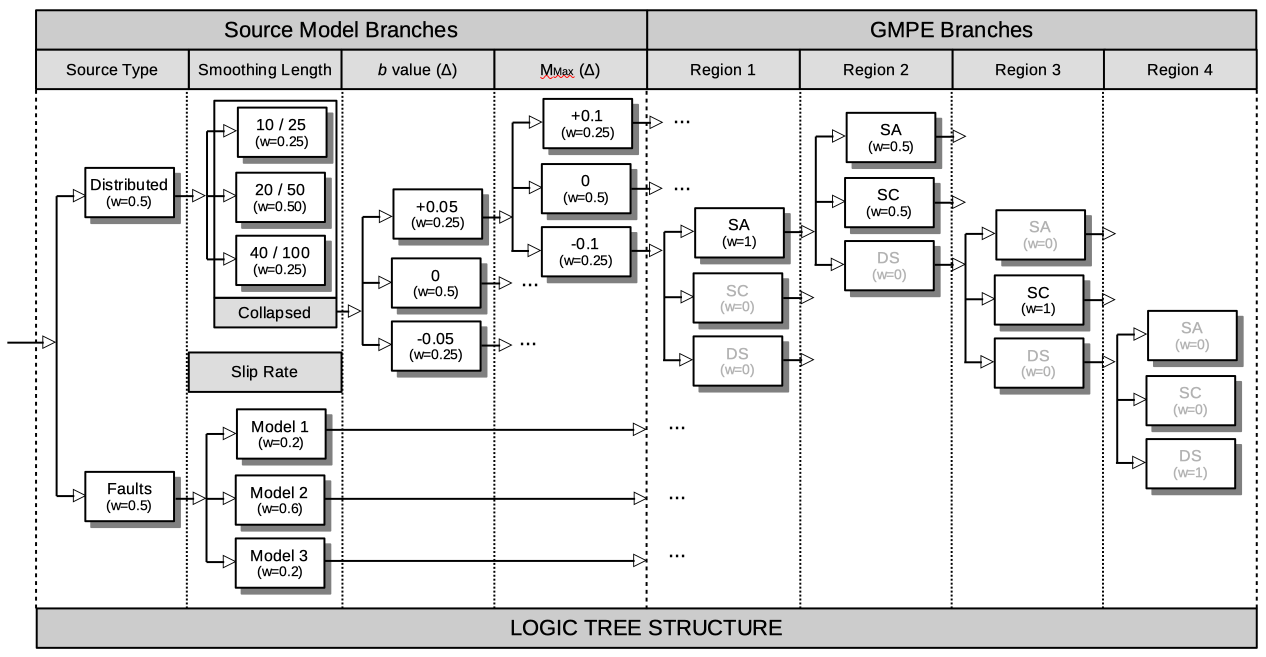 Source Model Branches
GMPE Branches
Source Type
Smoothing Length
b value (Δ)
MMax (Δ)
Region 1
Region 2
Region 3
Region 4
Distributed
(w=0.5)
10 / 25
(w=0.25)
20 / 50
(w=0.50)
40 / 100
(w=0.25)
Collapsed
+0.05
(w=0.25)
0
(w=0.5)
-0.05
(w=0.25)
...
...
+0.1
(w=0.25)
0
(w=0.5)
-0.1
(w=0.25)
...
...
SA
(w=1)
SC
(w=0)
DS
(w=0)
SA
(w=0.5)
SC
(w=0.5)
DS
(w=0)
SA
(w=0)
SC
(w=1)
DS
(w=0)
SA
(w=0)
SC
(w=0)
DS
(w=1)
Slip Rate
Faults
(w=0.5)
Model 1
(w=0.2)
...
Model 2
(w=0.6)
...
Model 3
(w=0.2)
...
LOGIC TREE STRUCTURE